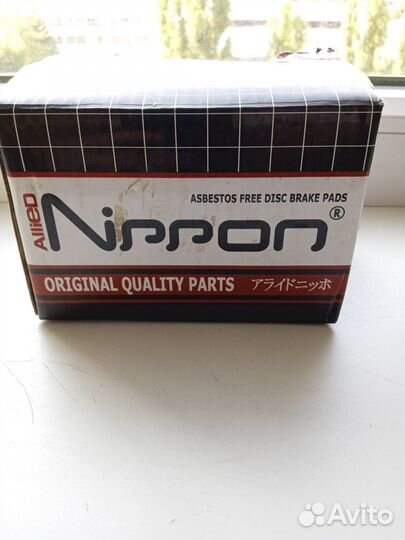 ASBESTOS FREE DISC BRAKE PADS
Allied
Nippon®
ORIGINAL QUALITY PARTS アライドニッポ
Avito